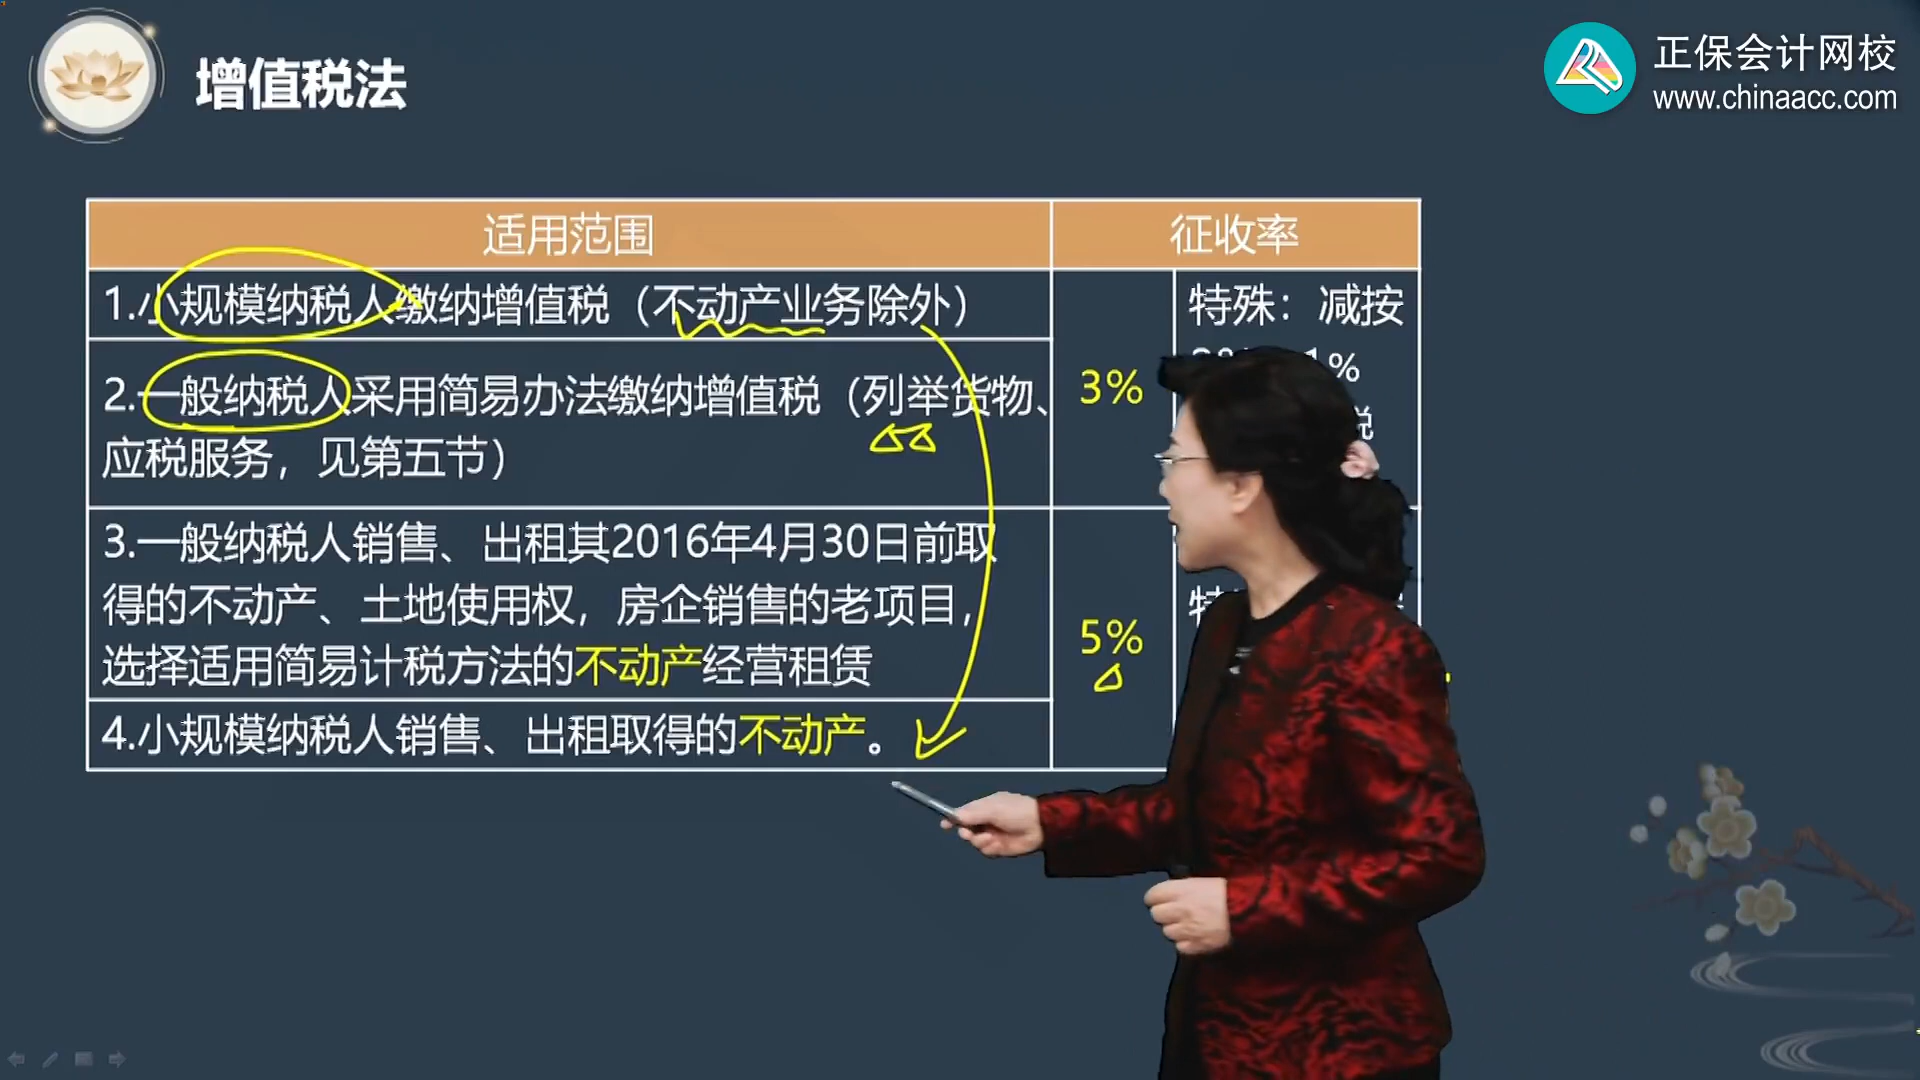 增值税法
正保会计网校
www.chinaacc.com
适用范围
征收率
1.小规模纳税人缴纳增值税（不动产业务除外）
2.一般纳税人采用简易办法缴纳增值税（列举货物、
应税服务，见第五节）
3%
特殊：减按
3.一般纳税人销售、出租其2016年4月30日前取
得的不动产、土地使用权，房企销售的老项目，
选择适用简易计税方法的不动产经营租赁
5%
4.小规模纳税人销售、出租取得的不动产。